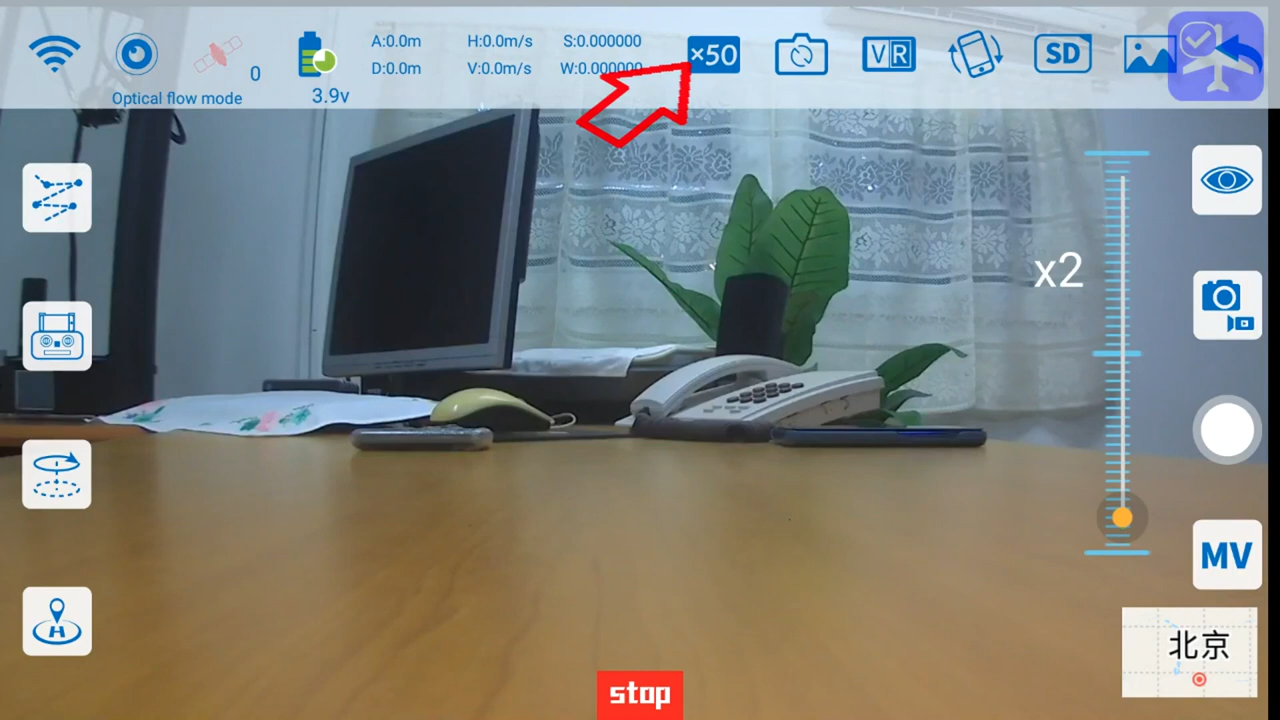 A:0.0m
H:0.0m/s
S:0.000000
×50
VR
SD
0
D:0.0m
V:0.0m/s
W:0.000000
Optical flow mode
3.9v
x2
MV
H
北京
stop